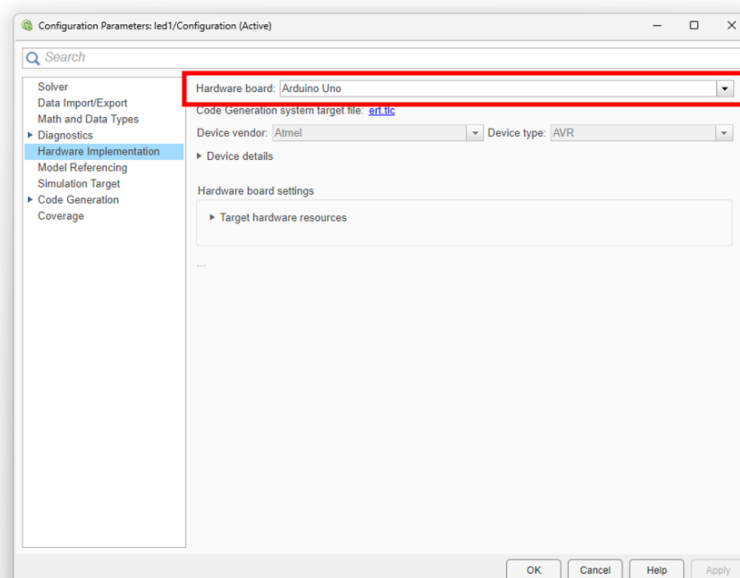 Configuration Parameters: led1/Configuration (Active)
Search
Solver
Data Import/Export
Math and Data Types
Diagnostics
Hardware Implementation
Model Referencing
Simulation Target
Code Generation
Coverage
Hardware board: Arduino Uno
Code Generation system target file: ert.tlc
Device vendor: Atmel Device type: AVR
Device details
Hardware board settings
Target hardware resources
...
OK Cancel Help Apply